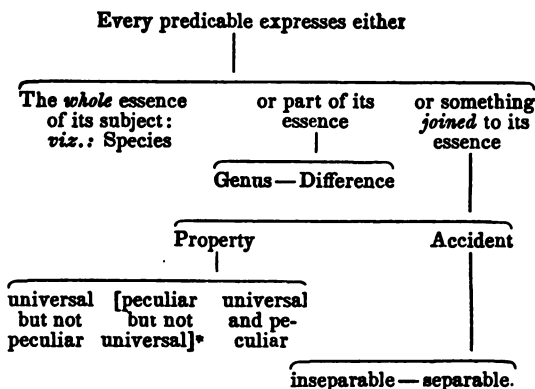 Every predicable expresses either
The whole essence of its subject: viz.: Species
or part of its essence
or something joined to its essence
Genus — Difference
Property
Accident
universal but not peculiar
[peculiar but not universal]*
universal and pe-culiar
inseparable — separable.